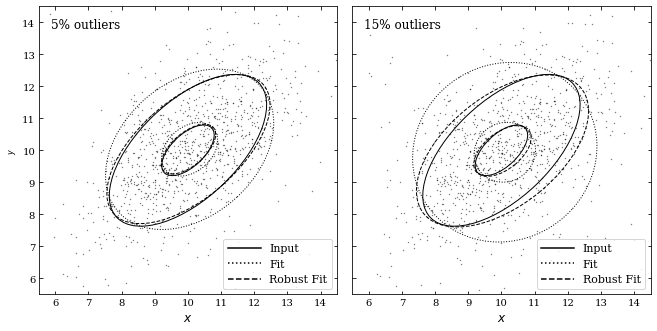 5% outliers
15% outliers
14
13
12
11
10
9
8
7
6
y
Input
Fit
Robust Fit
Input
Fit
Robust Fit
6 7 8 9 10 11 12 13 14
6 7 8 9 10 11 12 13 14
x
x